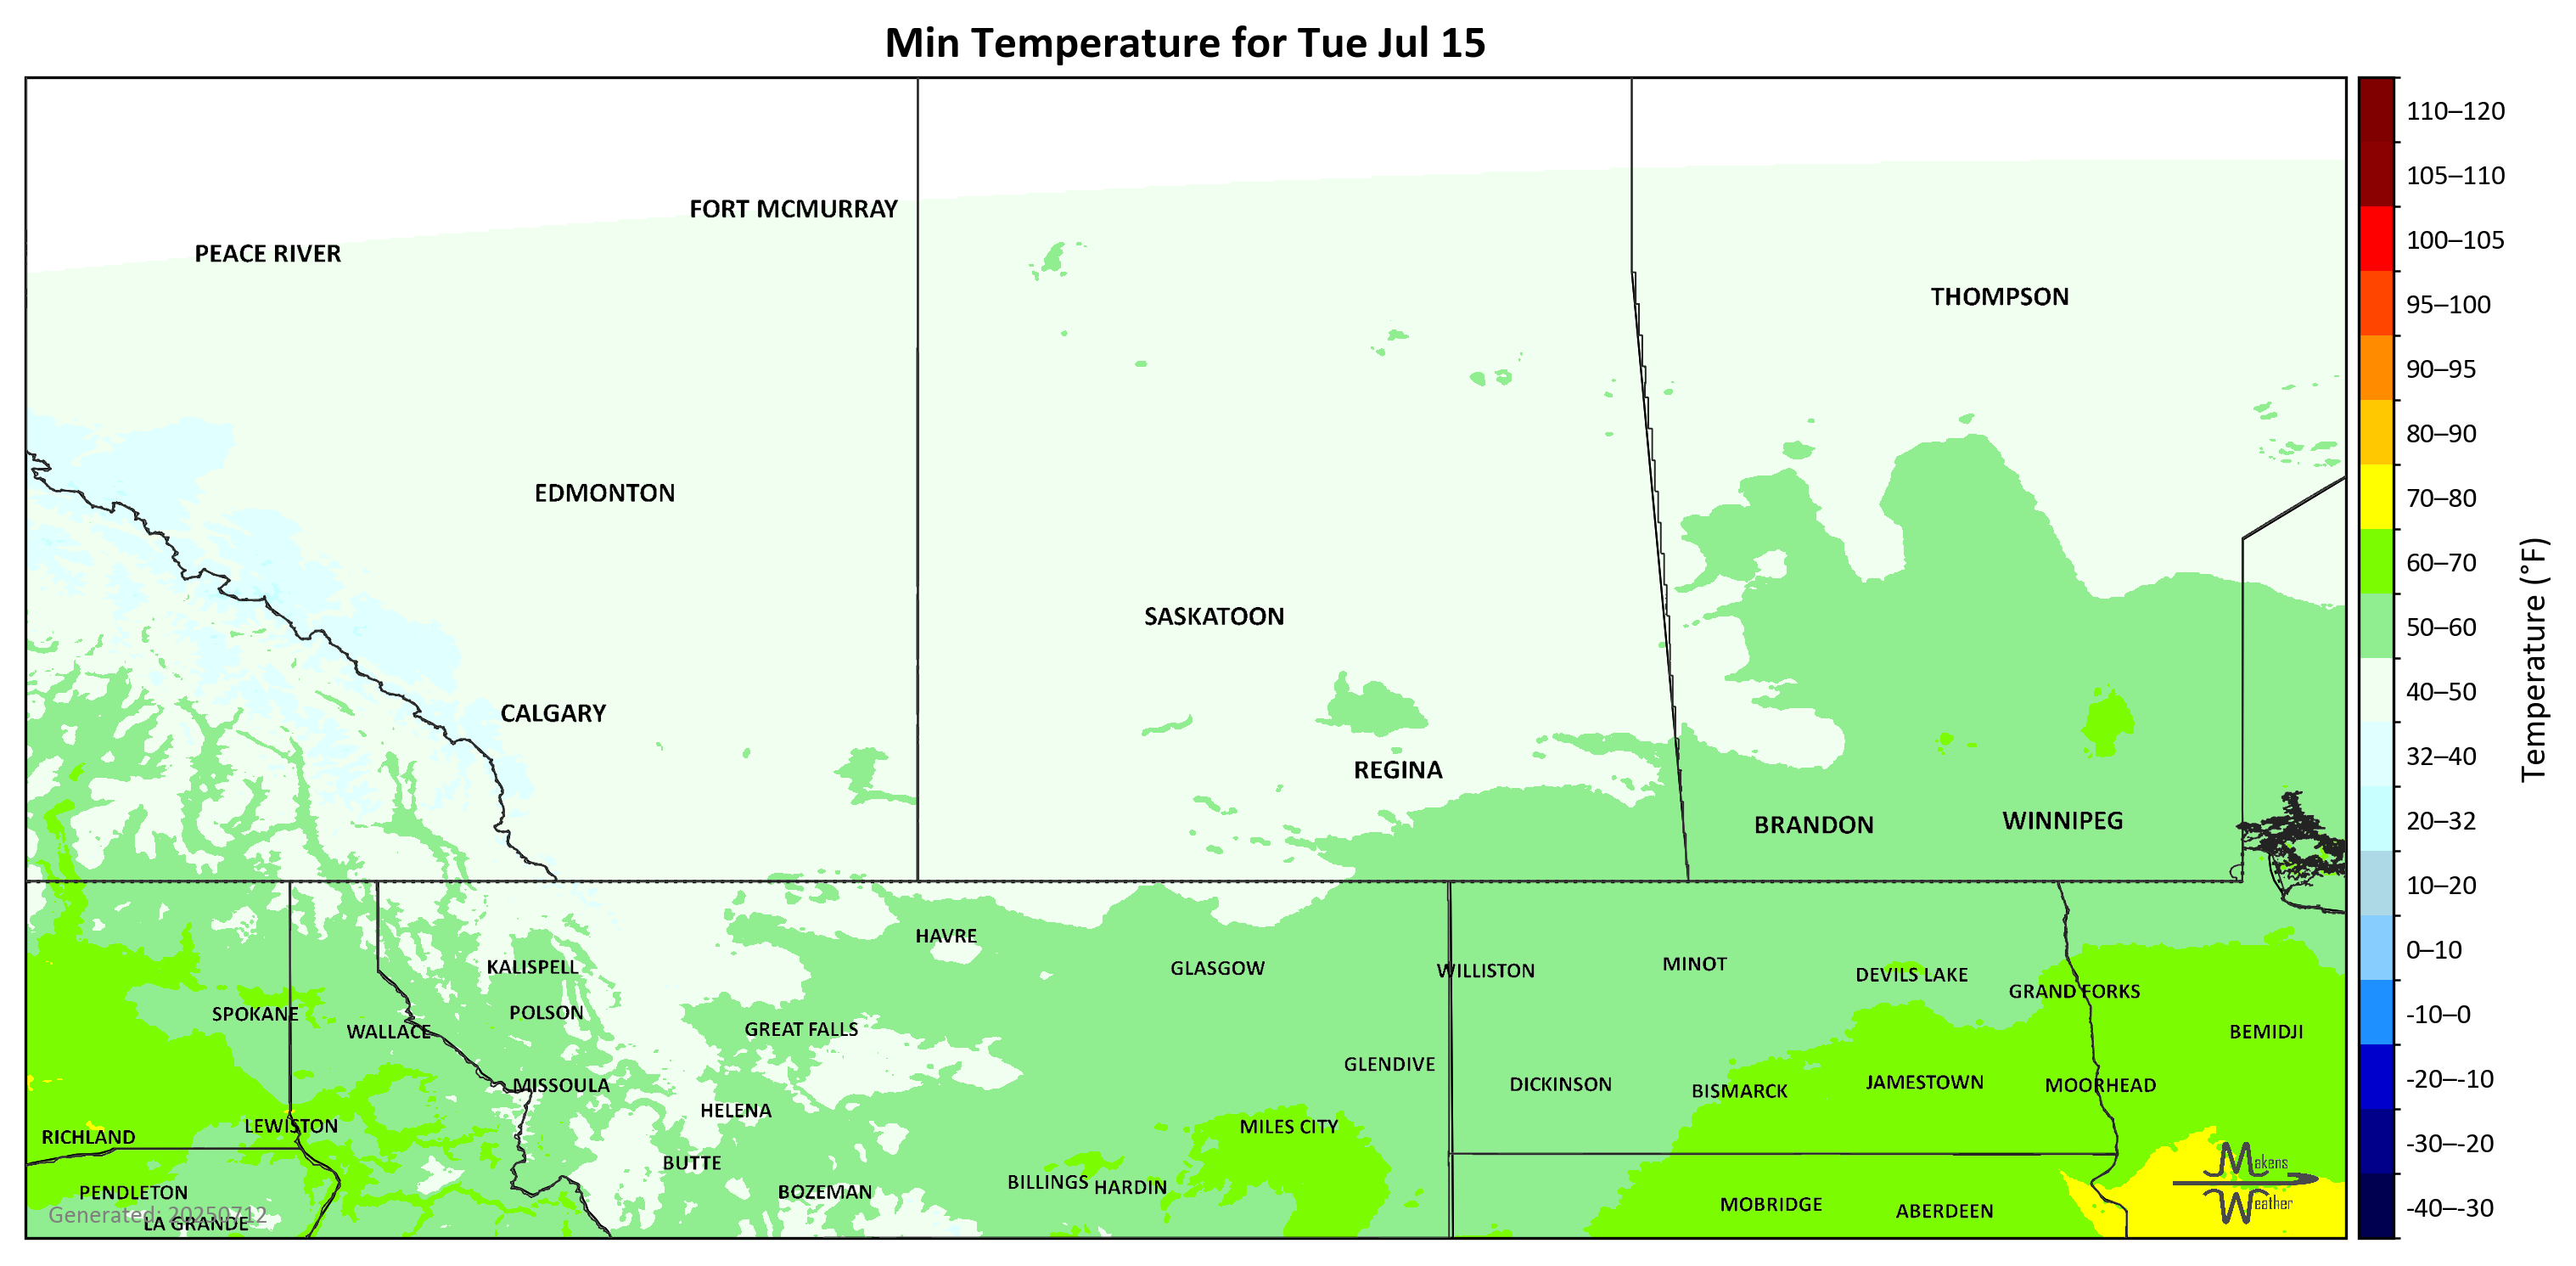 Min Temperature for Tue Jul 15
FORT MCMURRAY
PEACE RIVER
THOMPSON
EDMONTON
SASKATOON
CALGARY
REGINA
BRANDON
WINNIPEG
HAVRE
KALISPELL
GLASGOW
WILLISTON
MINOT
DEVILS LAKE
GRAND FORKS
SPOKANE
POLSON
WALLACE
GREAT FALLS
BEMIDJI
GLENDIVE
MISSOULA
DICKINSON
BISMARCK
JAMESTOWN
MOORHEAD
HELENA
LEWISTON
MILES CITY
RICHLAND
BUTTE
BILLINGS
HARDIN
PENDLETON
BOZEMAN
MOBRIDGE
ABERDEEN
Generated: 20250712
LA GRANDE
Makens
Weather
110–120
105–110
100–105
95–100
90–95
80–90
70–80
60–70
50–60
40–50
32–40
20–32
10–20
0–10
-10–0
-20–-10
-30–-20
-40–-30
Temperature (°F)